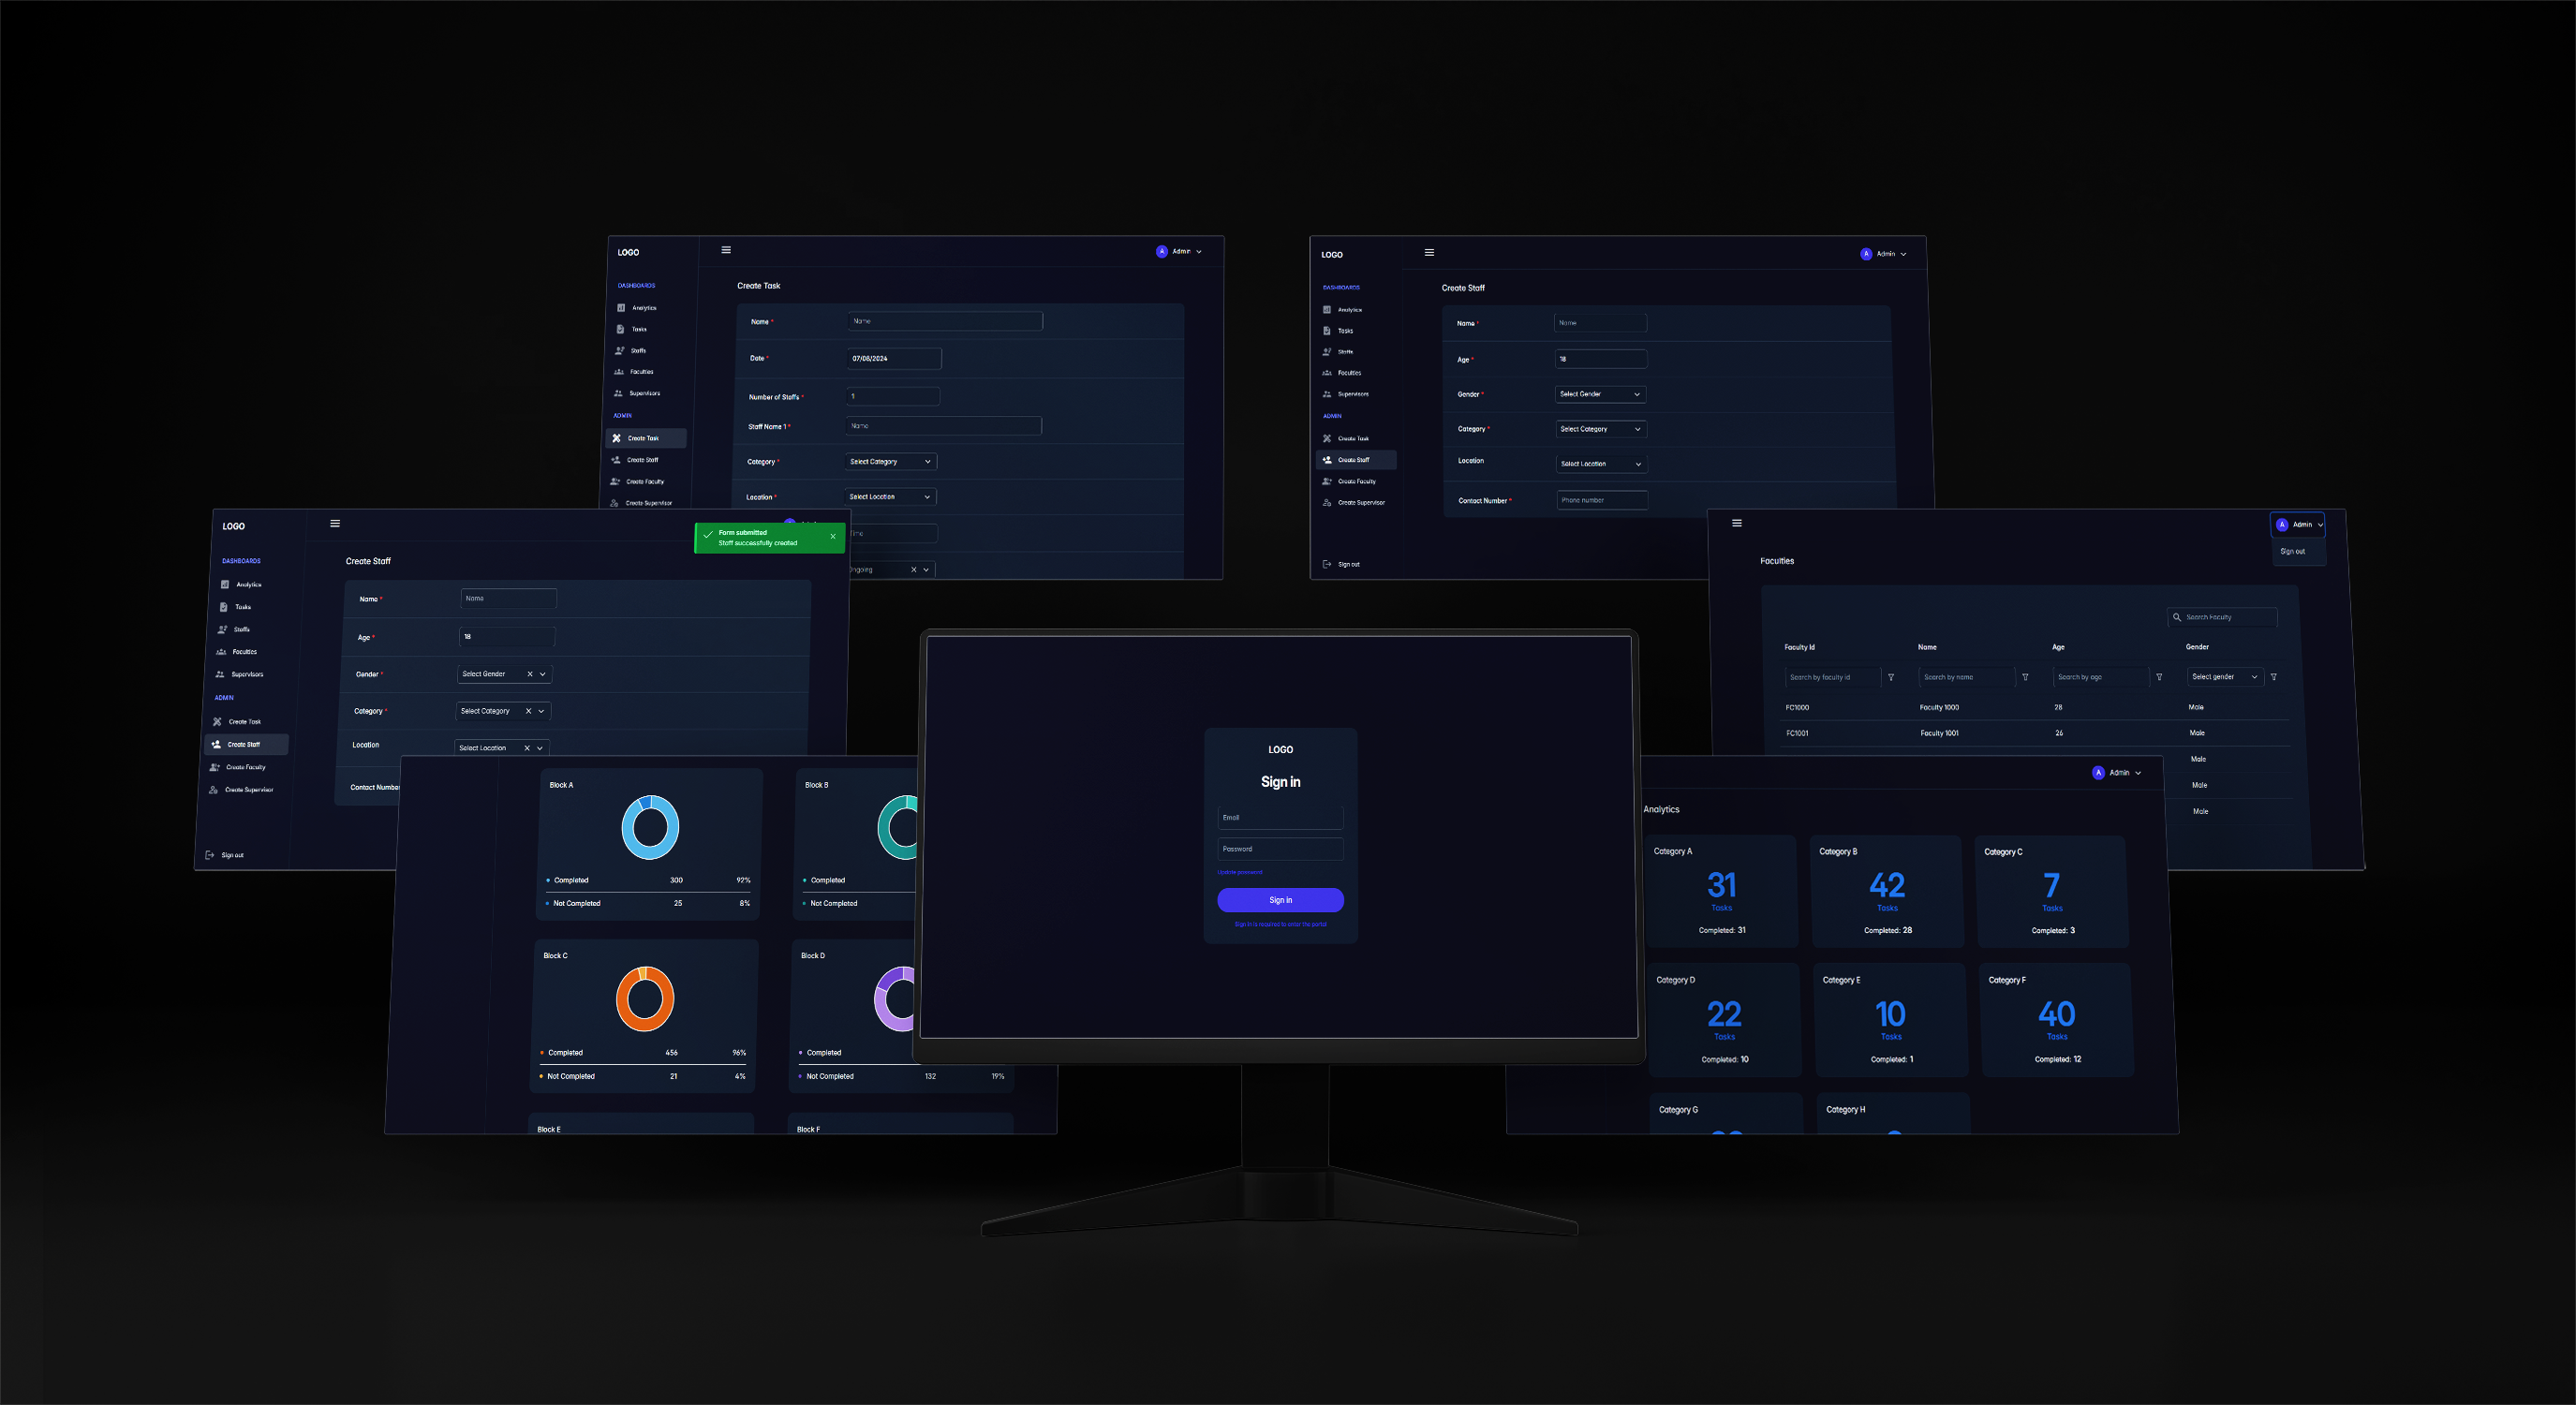 LOGO
Admin
DASHBOARDS
Create Task
Analytics
Name *
Name
Tasks
Date *
07/08/2024
Staffs
Faculties
Number of Staffs *
1
Supervisors
ADMIN
Staff Name 1 *
Name
Create Task
Create Staff
Category *
Select Category
Create Faculty
Location *
Select Location
Create Supervisor
Time
Ongoing
LOGO
Admin
DASHBOARDS
Create Staff
Analytics
Name *
Name
Tasks
Age *
18
Staffs
Faculties
Gender *
Select Gender
Supervisors
ADMIN
Category *
Select Category
Create Task
Create Staff
Location
Select Location
Create Faculty
Create Supervisor
Contact Number *
Phone number
Sign out
LOGO
Form submitted
Staff successfully created
DASHBOARDS
Create Staff
Analytics
Name *
Name
Tasks
Staffs
Age *
18
Faculties
Supervisors
Gender *
Select Gender
ADMIN
Category *
Select Category
Create Task
Create Staff
Location
Select Location
Create Faculty
Create Supervisor
Contact Number
Sign out
A Admin
Sign out
Faculties
Search Faculty
Faculty Id Name Age Gender
Search by faculty id Search by name Search by age Select gender
FC1000 Faculty 1000 28 Male
FC1001 Faculty 1001 26 Male
Male
Male
Male
Block A
Completed 300 92%
Not Completed 25 8%
Block B
Completed
Not Completed
Block C
Completed 456 96%
Not Completed 21 4%
Block D
Completed
Not Completed 132 19%
Block E
Block F
LOGO
Sign in
Email
Password
Update password
Sign in
Sign in is required to enter the portal
A Admin
Analytics
Category A
31
Tasks
Completed: 31
Category B
42
Tasks
Completed: 28
Category C
7
Tasks
Completed: 3
Category D
22
Tasks
Completed: 10
Category E
10
Tasks
Completed: 1
Category F
40
Tasks
Completed: 12
Category G
Category H